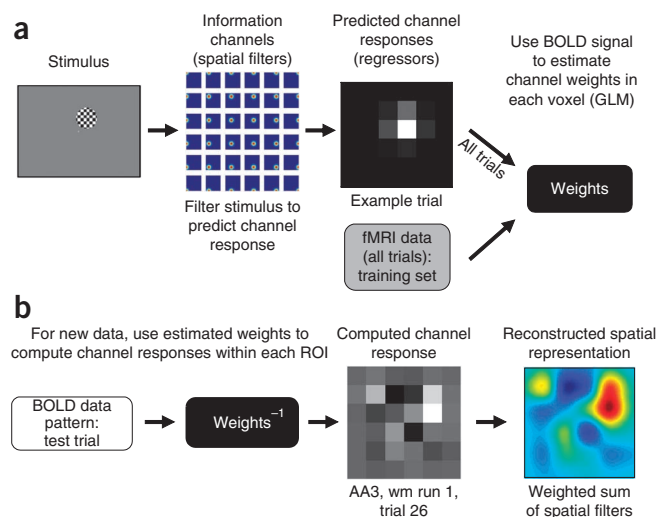 a
Stimulus
Information
channels
(spatial filters)
Filter stimulus to
predict channel
response
Predicted channel
responses
(regressors)
Example trial
fMRI data
(all trials):
training set
All trials
Use BOLD signal
to estimate
channel weights in
each voxel (GLM)
Weights
b
For new data, use estimated weights to
compute channel responses within each ROI
BOLD data
pattern:
test trial
Weights⁻¹
Computed channel
response
AA3, wm run 1,
trial 26
Reconstructed spatial
representation
Weighted sum
of spatial filters